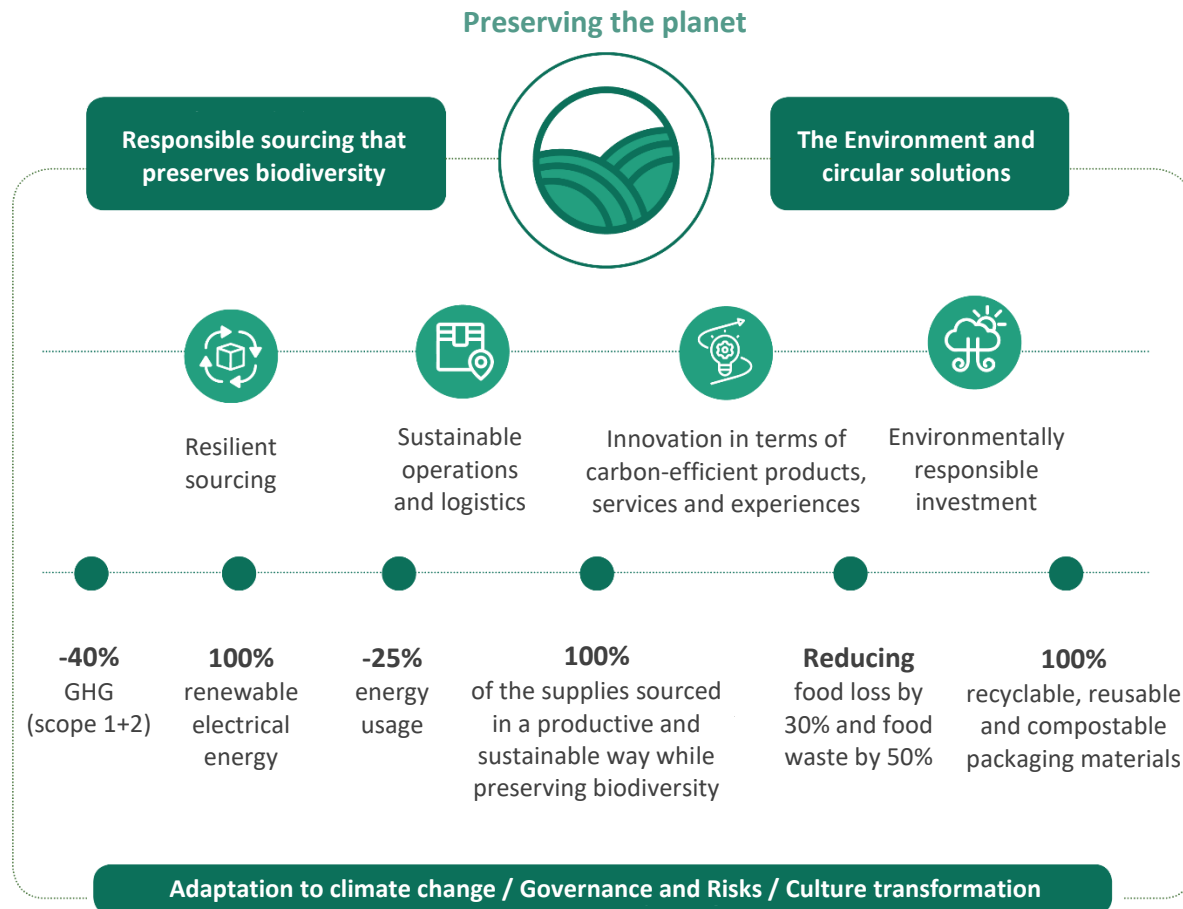 Preserving the planet
Responsible sourcing that
preserves biodiversity
The Environment and
circular solutions
Resilient
sourcing
Sustainable
operations
and logistics
Innovation in terms of
carbon-efficient products,
services and experiences
Environmentally
responsible
investment
-40%
GHG
(scope 1+2)
100%
renewable
electrical
energy
-25%
energy
usage
100%
of the supplies sourced
in a productive and
sustainable way while
preserving biodiversity
Reducing
food loss by
30% and food
waste by 50%
100%
recyclable, reusable
and compostable
packaging materials
Adaptation to climate change / Governance and Risks / Culture transformation